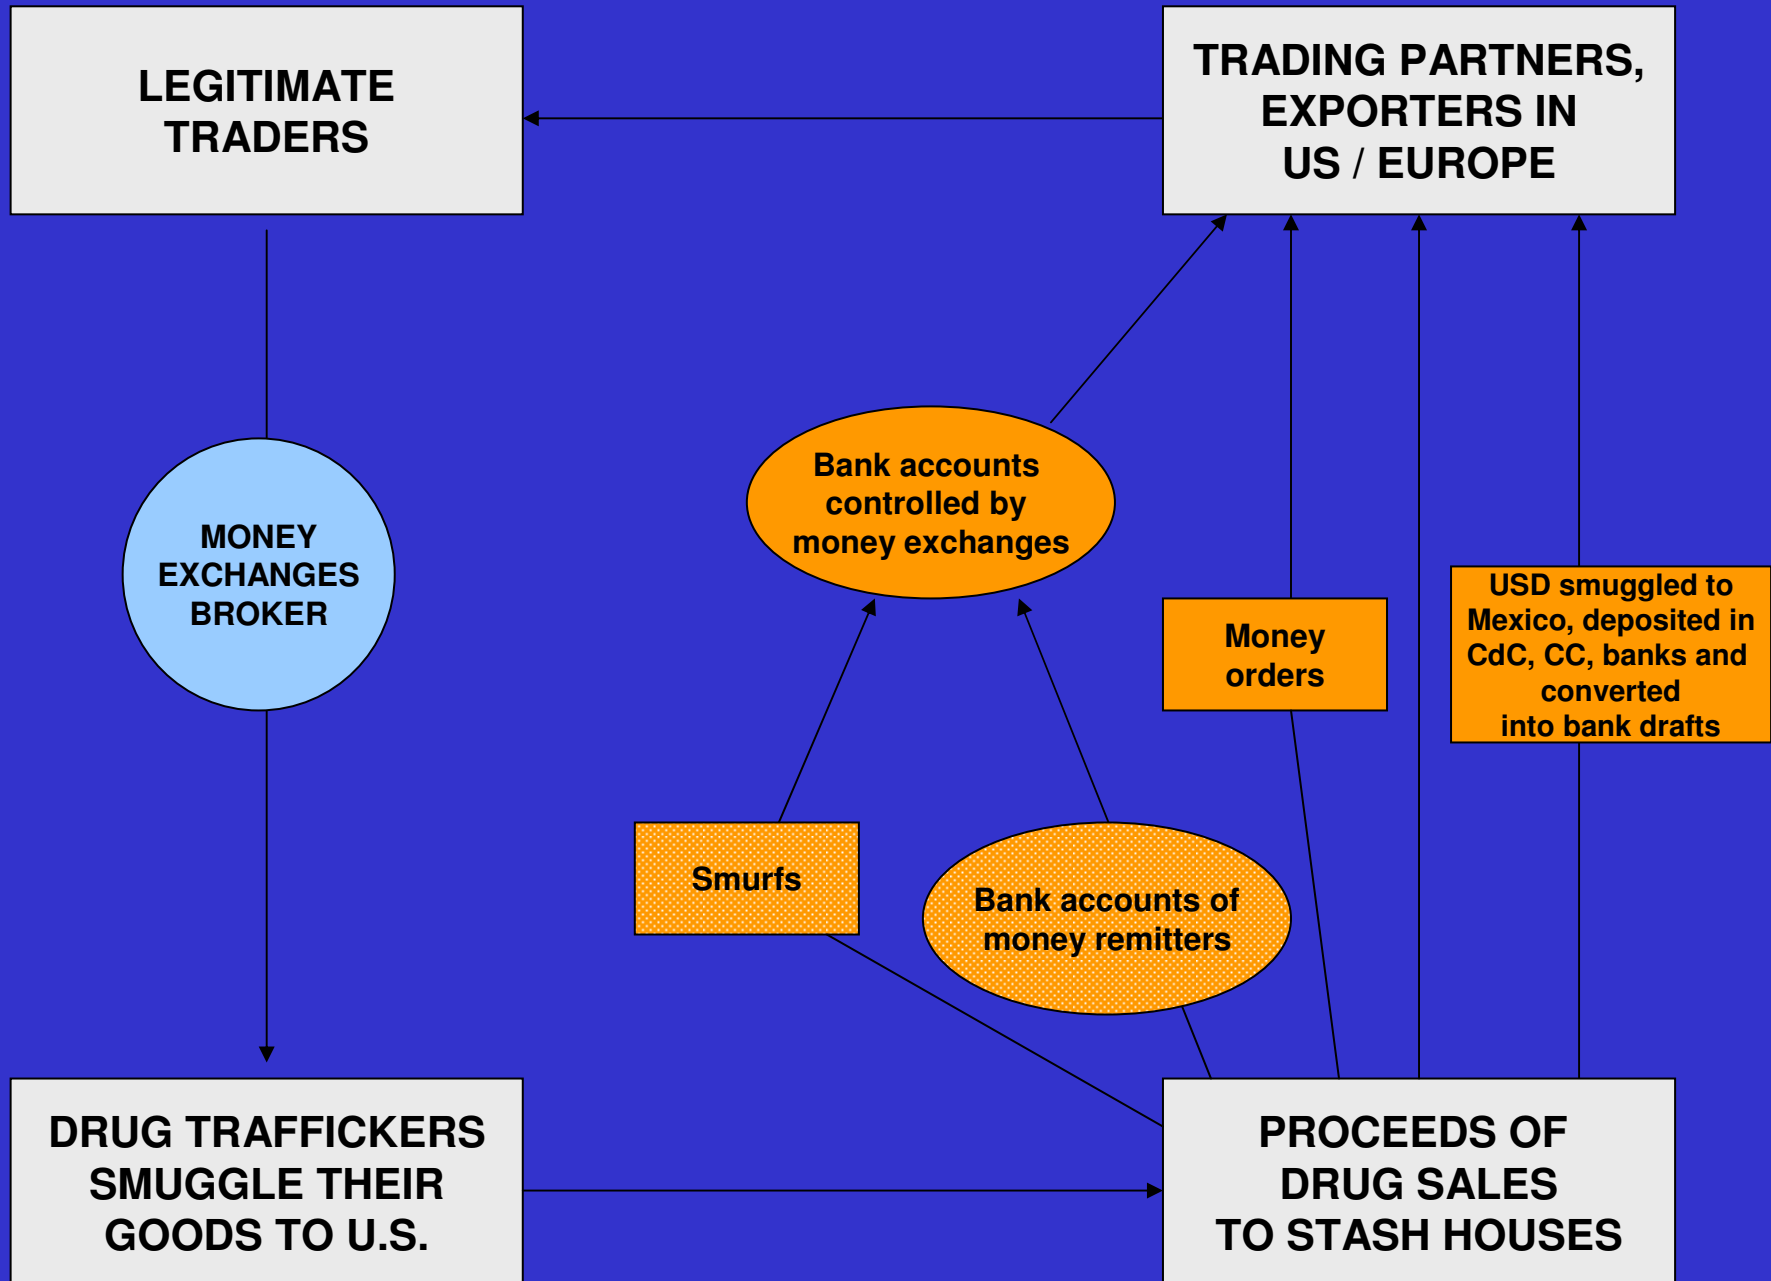 LEGITIMATE
TRADERS
TRADING PARTNERS,
EXPORTERS IN
US / EUROPE
Bank accounts
controlled by
money exchanges
MONEY
EXCHANGES
BROKER
Money
orders
USD smuggled to
Mexico, deposited in
CdC, CC, banks and
converted
into bank drafts
Smurfs
Bank accounts of
money remitters
DRUG TRAFFICKERS
SMUGGLE THEIR
GOODS TO U.S.
PROCEEDS OF
DRUG SALES
TO STASH HOUSES